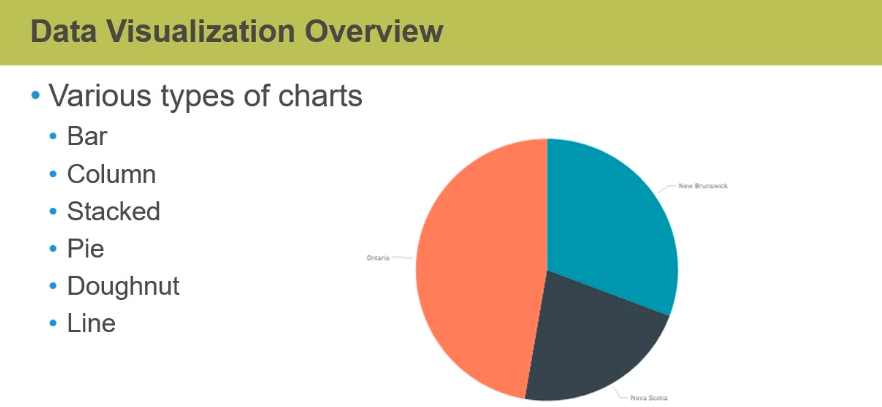 Data Visualization Overview
• Various types of charts
• Bar
• Column
• Stacked
• Pie
• Doughnut
• Line
New Brunswick
Ontario
Nova Scotia